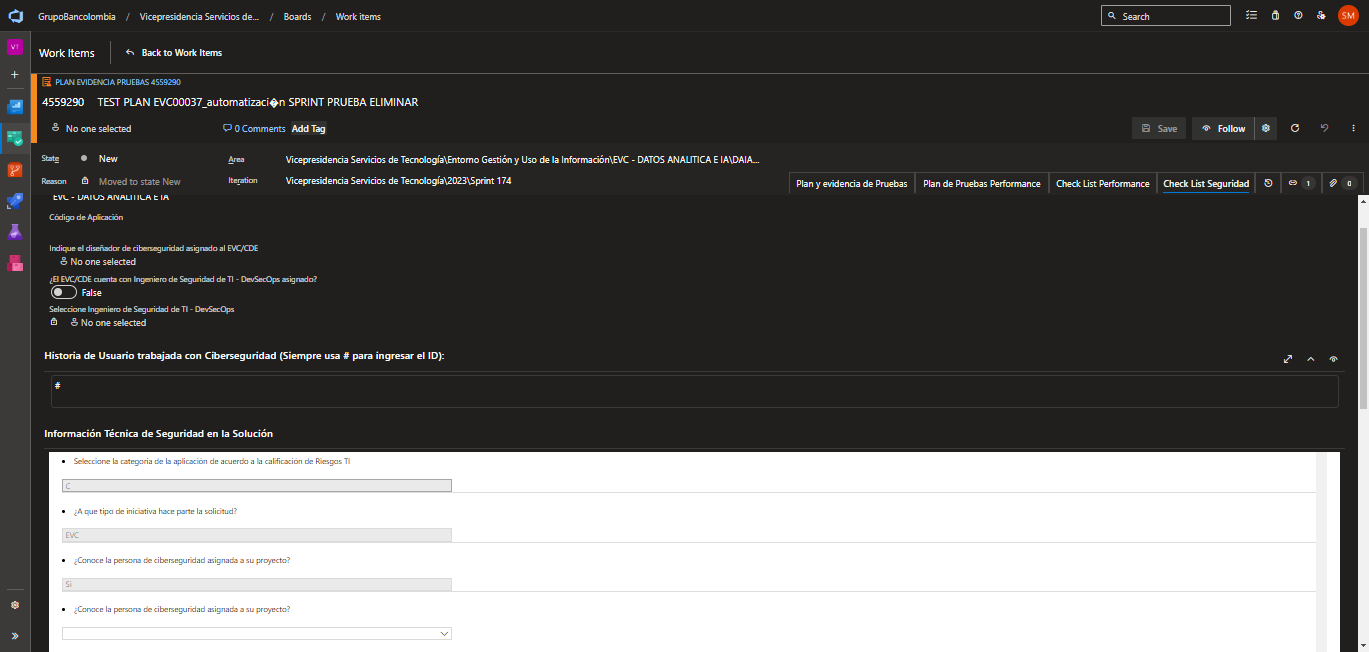 GrupoBancolombia / Vicepresidencia Servicios de... / Boards / Work items
Search
SM
VT
Work Items
Back to Work Items
PLAN EVIDENCIA PRUEBAS 4559290
4559290 TEST PLAN EVC00037_automatizaci�n SPRINT PRUEBA ELIMINAR
No one selected
0 Comments
Add Tag
Save
Follow
State
New
Area
Vicepresidencia Servicios de Tecnología\Entorno Gestión y Uso de la Información\EVC - DATOS ANALITICA E IA\DAIA...
Reason
Moved to state New
Iteration
Vicepresidencia Servicios de Tecnología\2023\Sprint 174
Plan y evidencia de Pruebas
Plan de Pruebas Performance
Check List Performance
Check List Seguridad
1
0
EVC - DATOS ANALITICA E IA
Código de Aplicación
Indique el diseñador de ciberseguridad asignado al EVC/CDE
No one selected
¿El EVC/CDE cuenta con Ingeniero de Seguridad de TI - DevSecOps asignado?
False
Seleccione Ingeniero de Seguridad de TI - DevSecOps
No one selected
Historia de Usuario trabajada con Ciberseguridad (Siempre usa # para ingresar el ID):
#
Información Técnica de Seguridad en la Solución
Seleccione la categoría de la aplicación de acuerdo a la calificación de Riesgos TI
C
¿A que tipo de iniciativa hace parte la solicitud?
EVC
¿Conoce la persona de ciberseguridad asignada a su proyecto?
Si
¿Conoce la persona de ciberseguridad asignada a su proyecto?